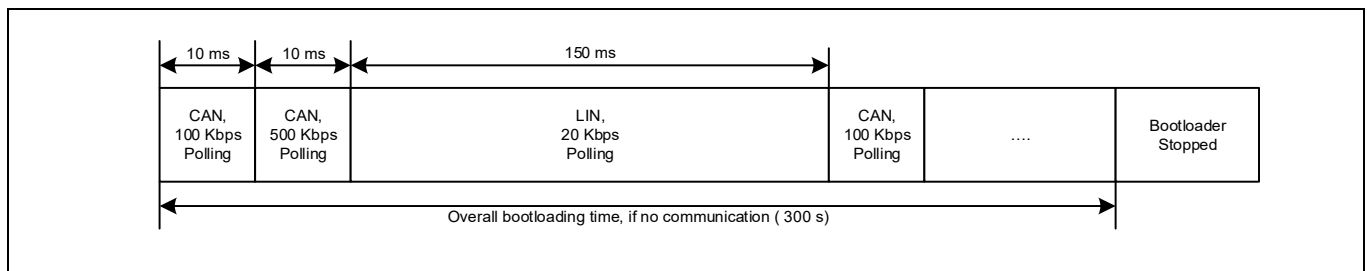 10 ms
10 ms
150 ms
CAN,
100 Kbps
Polling
CAN,
500 Kbps
Polling
LIN,
20 Kbps
Polling
CAN,
100 Kbps
Polling
....
Bootloader
Stopped
Overall bootloading time, if no communication ( 300 s)